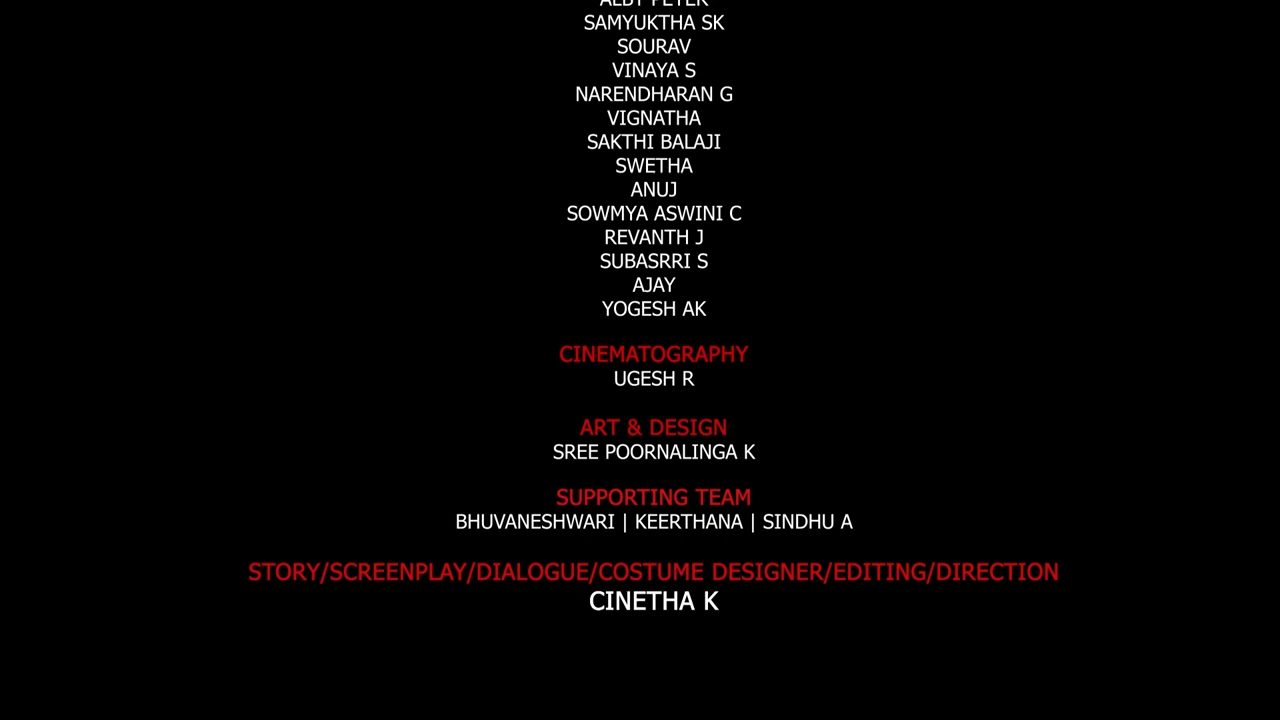 SAMYUKTHA SK
SOURAV
VINAYA S
NARENDHARAN G
VIGNATHA
SAKTHI BALAJI
SWETHA
ANUJ
SOWMYA ASWINI C
REVANTH J
SUBASRRI S
AJAY
YOGESH AK
CINEMATOGRAPHY
UGESH R
ART & DESIGN
SREE POORNALINGA K
SUPPORTING TEAM
BHUVANESHWARI | KEERTHANA | SINDHU A
STORY/SCREENPLAY/DIALOGUE/COSTUME DESIGNER/EDITING/DIRECTION
CINETHA K